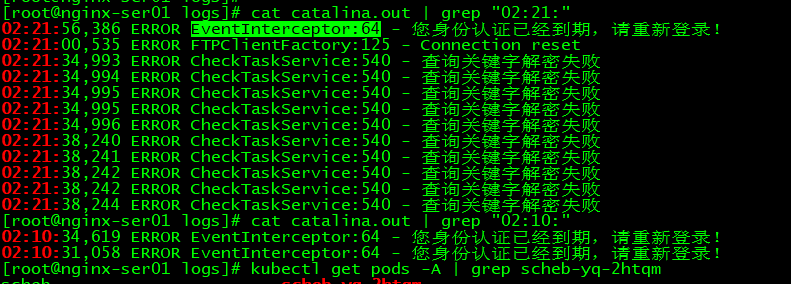 [root@nginx-ser01 logs]# cat catalina.out | grep "02:21:"
02:21:56,386 ERROR EventInterceptor:64 - 您身份认证已经到期，请重新登录！
02:21:00,535 ERROR FTPClientFactory:125 - Connection reset
02:21:34,993 ERROR CheckTaskService:540 - 查询关键字解密失败
02:21:34,994 ERROR CheckTaskService:540 - 查询关键字解密失败
02:21:34,995 ERROR CheckTaskService:540 - 查询关键字解密失败
02:21:34,995 ERROR CheckTaskService:540 - 查询关键字解密失败
02:21:34,996 ERROR CheckTaskService:540 - 查询关键字解密失败
02:21:38,240 ERROR CheckTaskService:540 - 查询关键字解密失败
02:21:38,241 ERROR CheckTaskService:540 - 查询关键字解密失败
02:21:38,242 ERROR CheckTaskService:540 - 查询关键字解密失败
02:21:38,242 ERROR CheckTaskService:540 - 查询关键字解密失败
02:21:38,244 ERROR CheckTaskService:540 - 查询关键字解密失败
[root@nginx-ser01 logs]# cat catalina.out | grep "02:10:"
02:10:34,619 ERROR EventInterceptor:64 - 您身份认证已经到期，请重新登录！
02:10:31,058 ERROR EventInterceptor:64 - 您身份认证已经到期，请重新登录！
[root@nginx-ser01 logs]# kubectl get pods -A | grep scheb-yq-2htqm
scheb scheb-yq-2htqm